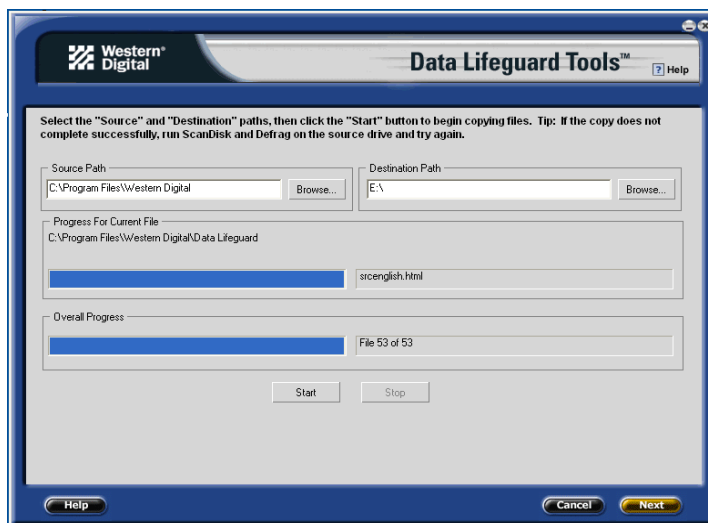 Western®
Digital
Data Lifeguard Tools™
? Help
Select the "Source" and "Destination" paths, then click the "Start" button to begin copying files. Tip: If the copy does not
complete successfully, run ScanDisk and Defrag on the source drive and try again.
Source Path
C:\Program Files\Western Digital
Browse...
Destination Path
E:\
Browse...
Progress For Current File
C:\Program Files\Western Digital\Data Lifeguard
srcenglish.html
Overall Progress
File 53 of 53
Start
Stop
Help
Cancel
Next